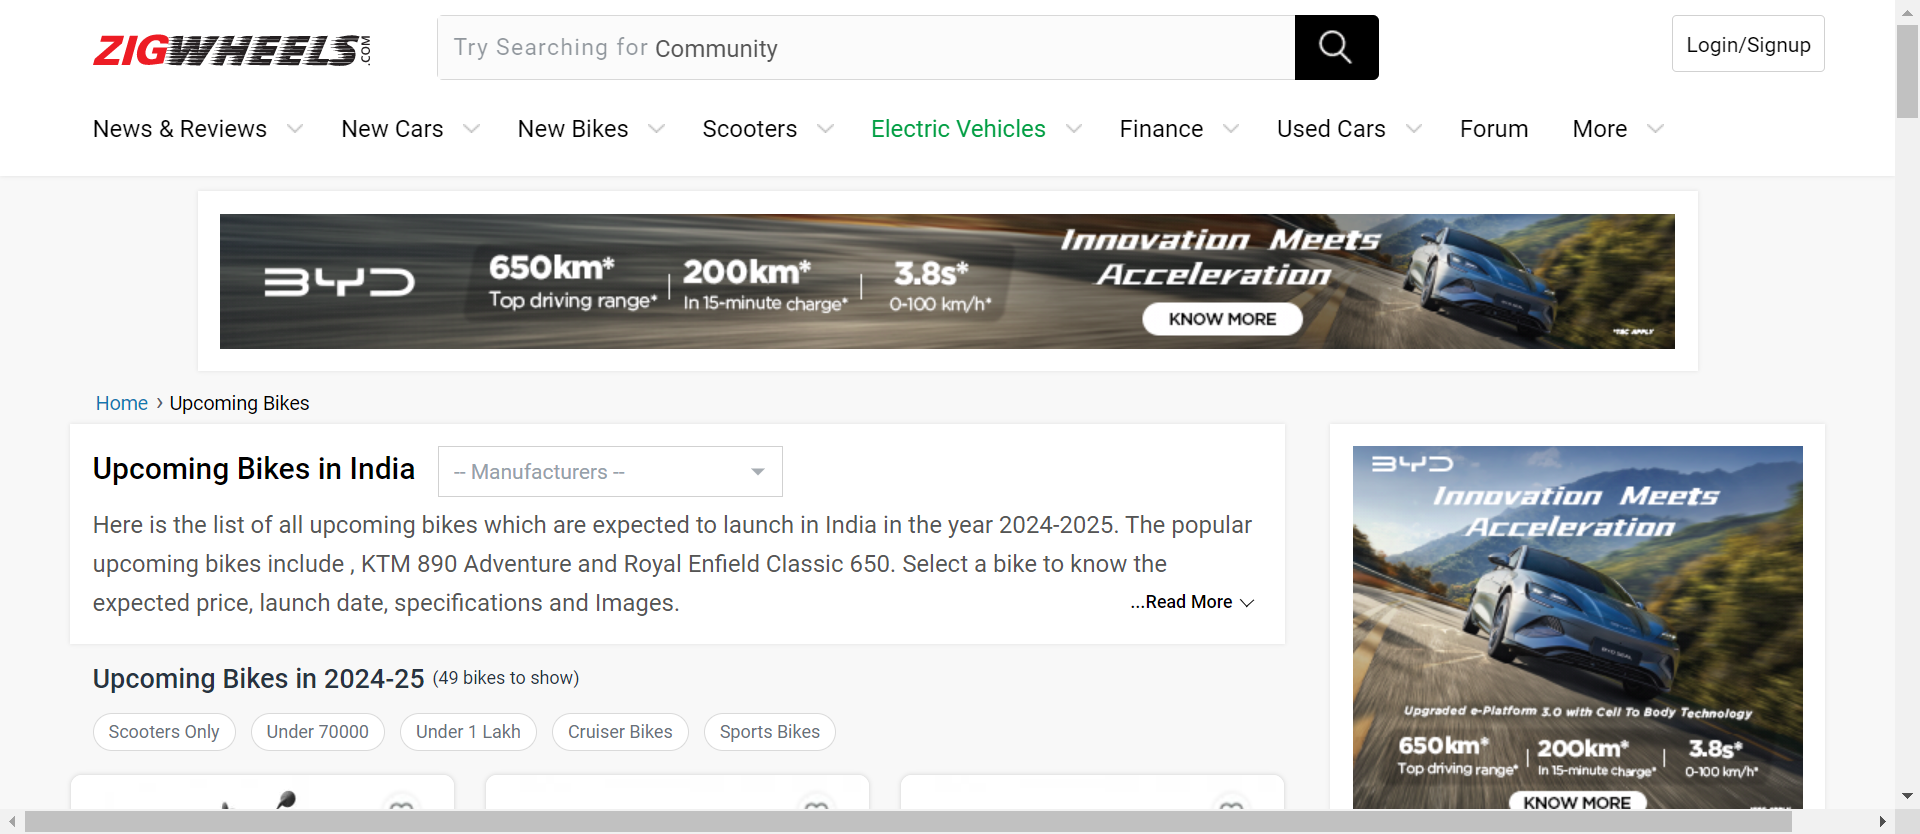 ZIGWHEELS.COM
Try Searching for Community
Login/Signup
News & Reviews New Cars New Bikes Scooters Electric Vehicles Finance Used Cars Forum More
BYD
650km*
Top driving range*
200km*
In 15-minute charge*
3.8s*
0-100 km/h*
Innovation Meets
Acceleration
KNOW MORE
*T&C APPLY
Home › Upcoming Bikes
Upcoming Bikes in India
-- Manufacturers --
Here is the list of all upcoming bikes which are expected to launch in India in the year 2024-2025. The popular
upcoming bikes include , KTM 890 Adventure and Royal Enfield Classic 650. Select a bike to know the
expected price, launch date, specifications and Images.
...Read More
Upcoming Bikes in 2024-25 (49 bikes to show)
Scooters Only Under 70000 Under 1 Lakh Cruiser Bikes Sports Bikes
BYD
Innovation Meets
Acceleration
BYD
BYD SEAL
Upgraded e-Platform 3.0 with Cell To Body Technology
650km*
Top driving range*
200km*
In 15-minute charge*
3.8s*
0-100 km/h*
KNOW MORE